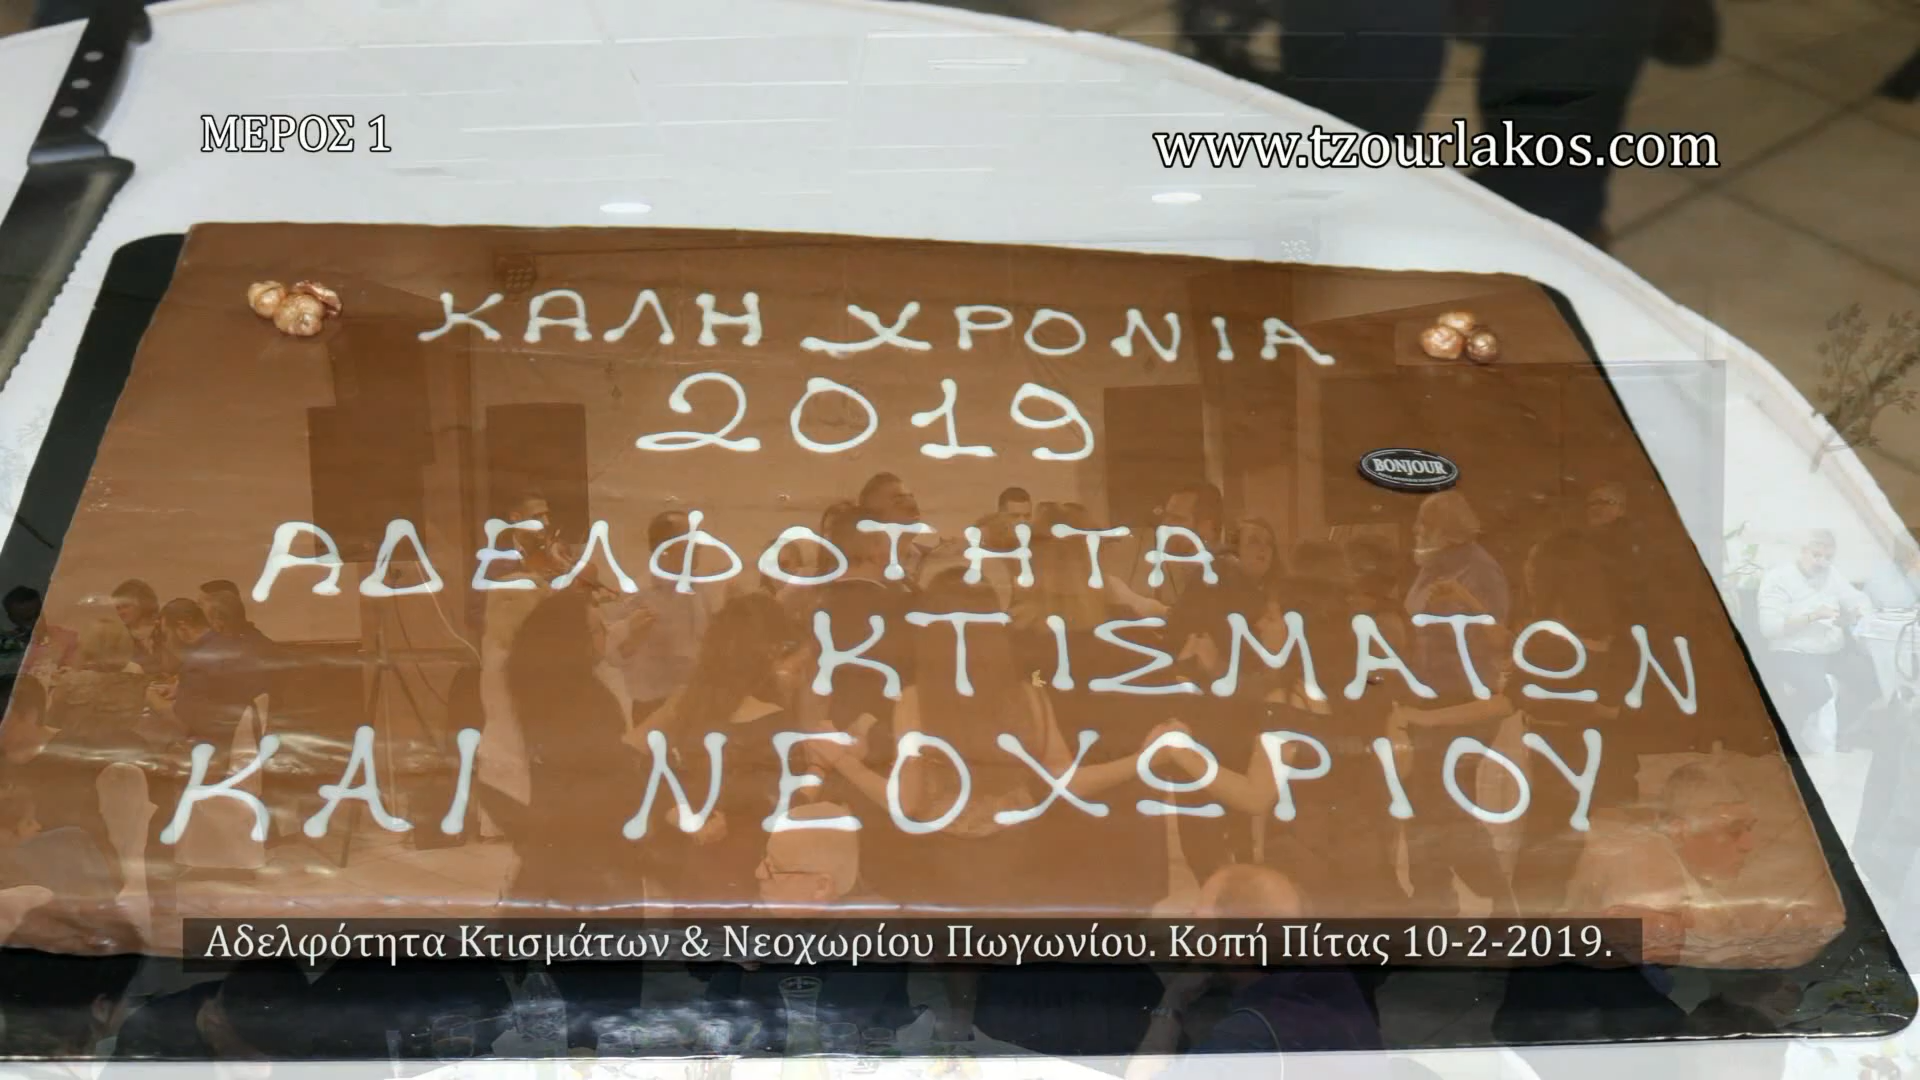 ΜΕΡΟΣ 1
www.tzourlakos.com
ΚΑΛΗ ΧΡΟΝΙΑ
2019
BONJOUR
ΑΔΕΛΦΟΤΗΤΑ
ΚΤΙΣΜΑΤΩΝ
ΚΑΙ ΝΕΟΧΩΡΙΟΥ
Αδελφότητα Κτισμάτων & Νεοχωρίου Πωγωνίου. Κοπή Πίτας 10-2-2019.